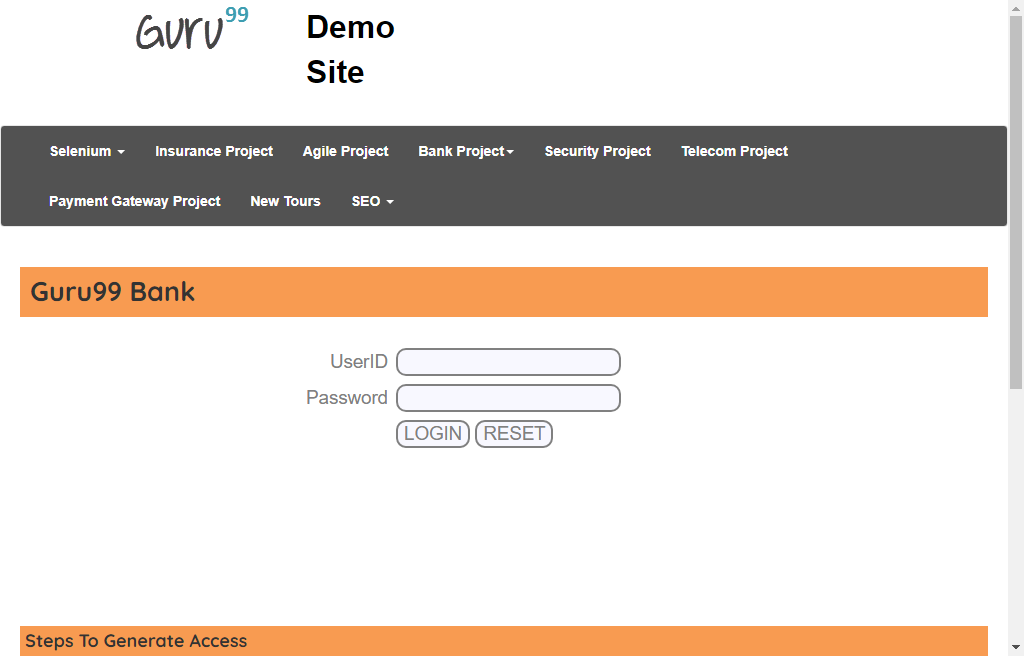 Guru99
Demo
Site
Selenium Insurance Project Agile Project Bank Project Security Project Telecom Project
Payment Gateway Project New Tours SEO
Guru99 Bank
UserID
Password
LOGIN RESET
Steps To Generate Access